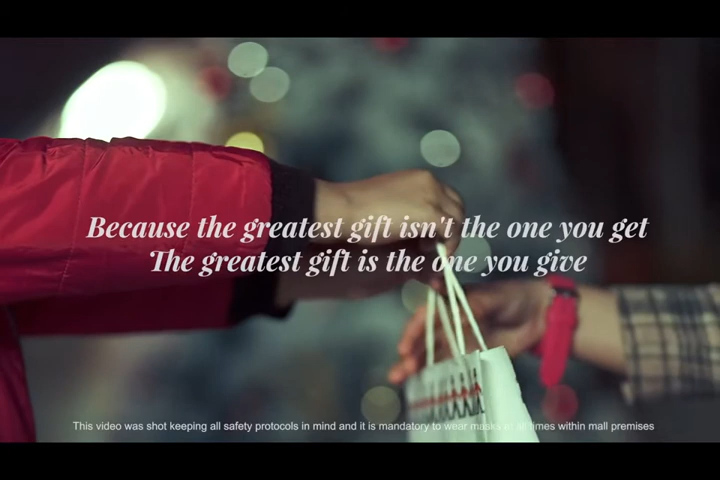 Because the greatest gift isn't the one you get
The greatest gift is the one you give
This video was shot keeping all safety protocols in mind and it is mandatory to wear masks at all times within mall premises